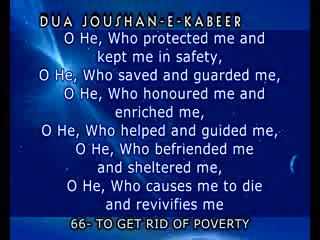 DUA JOUSHAN-E-KABEER
O He, Who protected me and
kept me in safety,
O He, Who saved and guarded me,
O He, Who honoured me and
enriched me,
O He, Who helped and guided me,
O He, Who befriended me
and sheltered me,
O He, Who causes me to die
and revivifies me
66- TO GET RID OF POVERTY